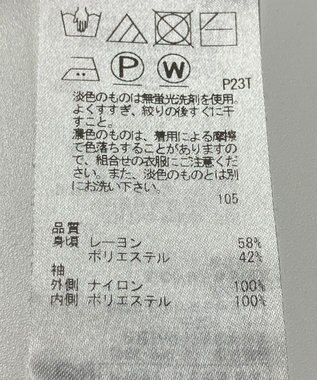 P W
P23T
淡色のものは無蛍光洗剤を使用。
よくすすぎ、絞りの後すぐに干
すこと。
濃色のものは、着用による摩擦
で色落ちすることがありますの
で、組合せの衣服にご注意くだ
さい。また、淡色のものとは別
にお洗い下さい。
105
品質
身頃 レーヨン 58%
ポリエステル 42%
袖
外側 ナイロン 100%
内側 ポリエステル 100%